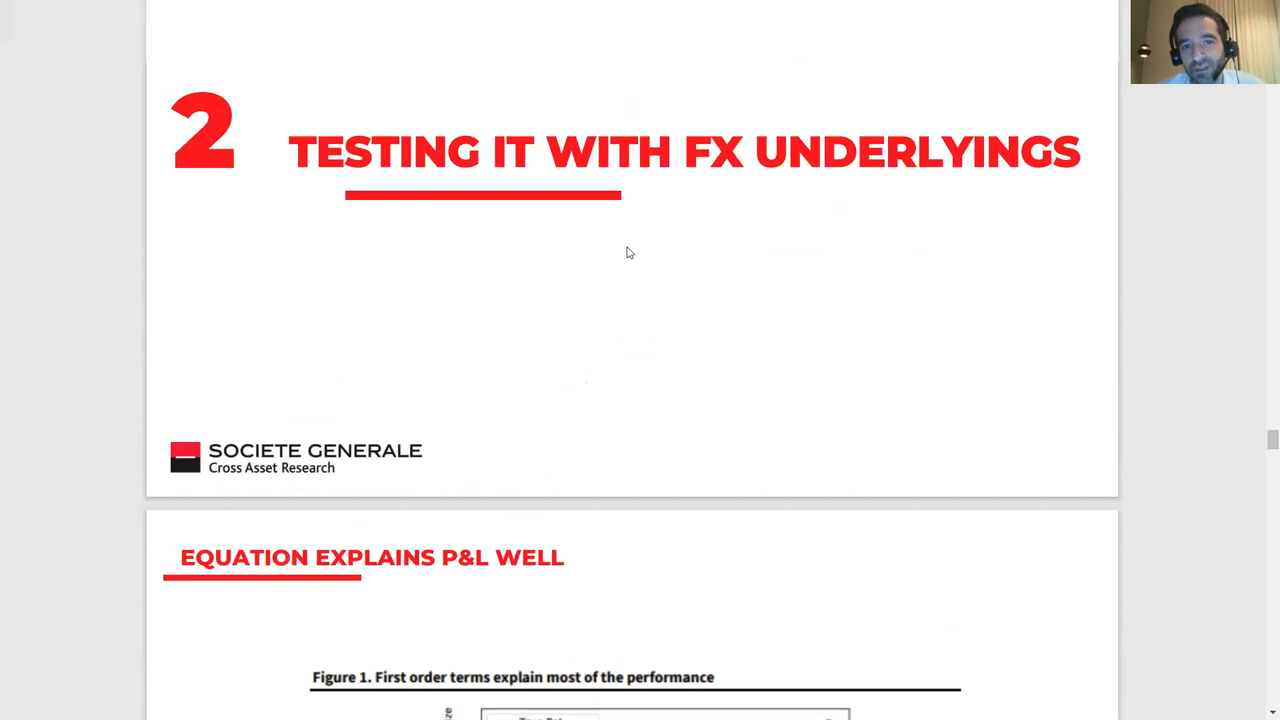 2 TESTING IT WITH FX UNDERLYINGS
SOCIETE GENERALE
Cross Asset Research
EQUATION EXPLAINS P&L WELL
Figure 1. First order terms explain most of the performance